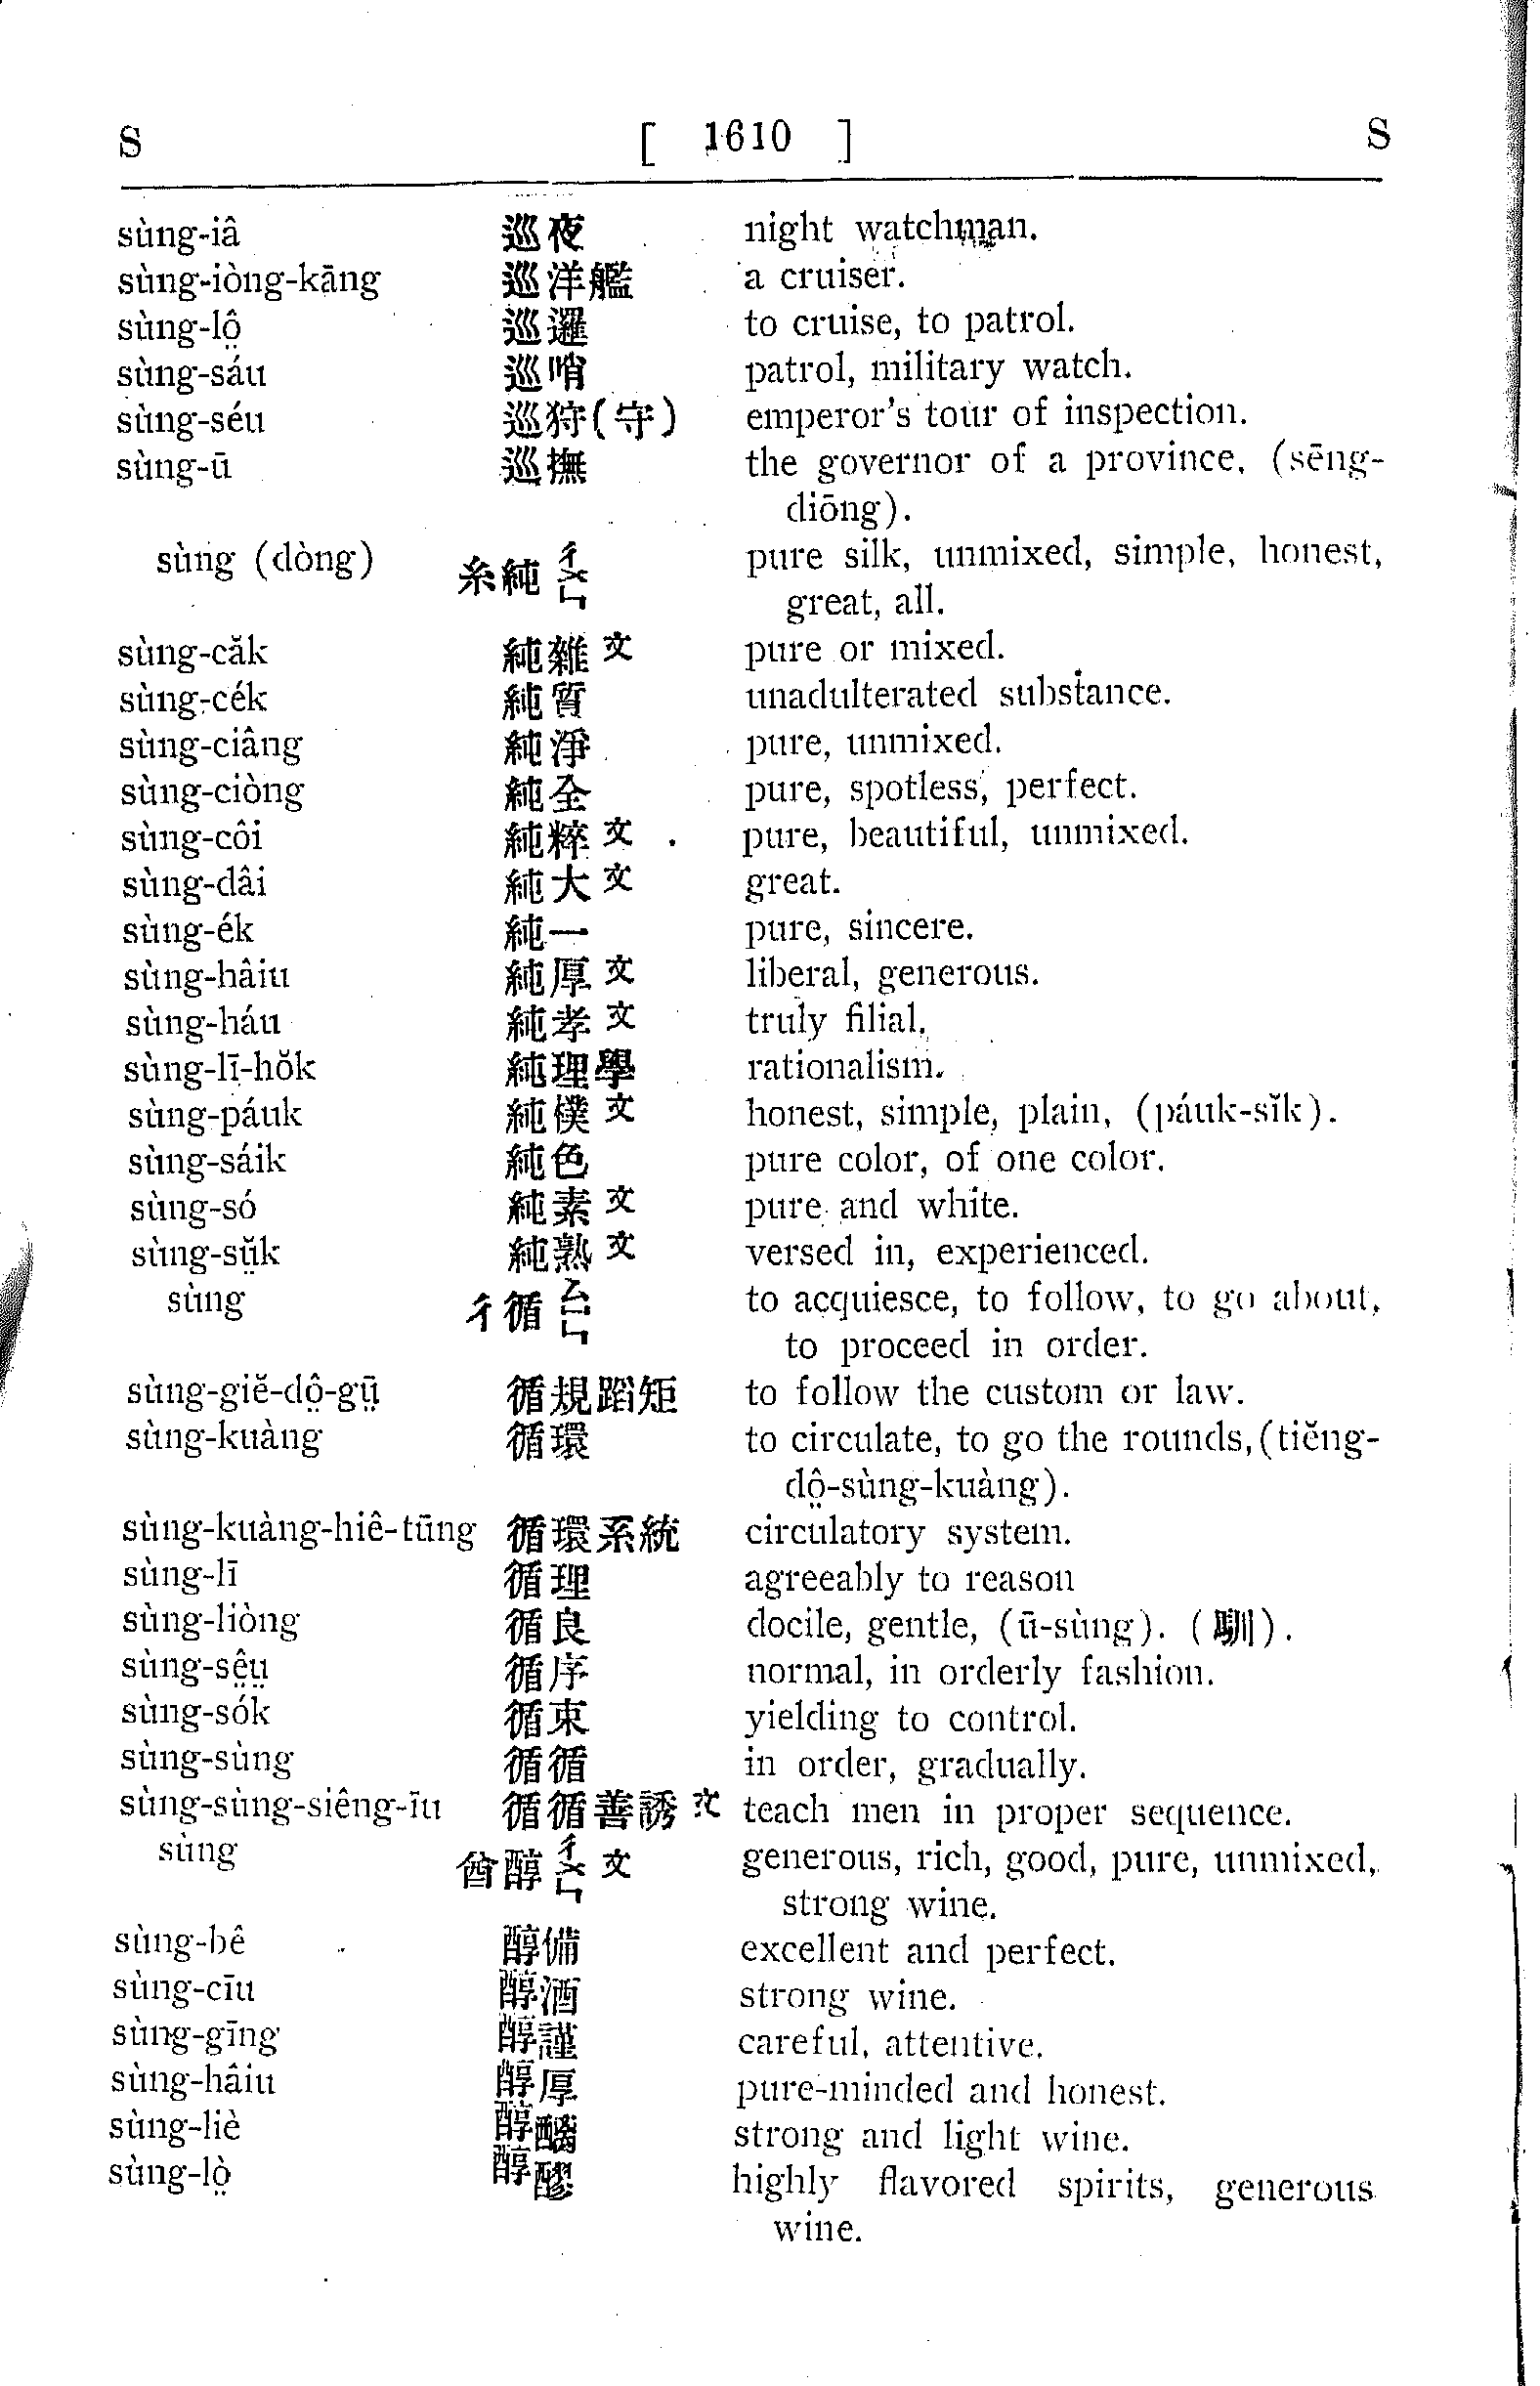 S [ 1610 ] S
sùng-iâ 巡夜 night watchman.
sùng-iòng-kāng 巡洋艦 a cruiser.
sùng-lô̤ 巡邏 to cruise, to patrol.
sùng-sáu 巡哨 patrol, military watch.
sùng-séu 巡狩(守) emperor's tour of inspection.
sùng-ū 巡撫 the governor of a province, (sēng-
diōng).
sùng (dòng) 糸純 ㄔㄨㄣ pure silk, unmixed, simple, honest,
great, all.
sùng-căk 純雜文 pure or mixed.
sùng-cék 純質 unadulterated substance.
sùng-ciâng 純淨 pure, unmixed.
sùng-ciòng 純全 pure, spotless, perfect.
sùng-côi 純粹文 pure, beautiful, unmixed.
sùng-dâi 純大文 great.
sùng-ék 純一 pure, sincere.
sùng-hâiu 純厚文 liberal, generous.
sùng-háu 純孝文 truly filial.
sùng-lī-hŏk 純理學 rationalism.
sùng-páuk 純樸文 honest, simple, plain, (páuk-sĭk).
sùng-sáik 純色 pure color, of one color.
sùng-só 純素文 pure and white.
sùng-sṳ̆k 純熟文 versed in, experienced.
sùng 彳循 ㄙㄩㄣ to acquiesce, to follow, to go about,
to proceed in order.
sùng-giĕ-dô̤-gṳ̄ 循規蹈矩 to follow the custom or law.
sùng-kuàng 循環 to circulate, to go the rounds,(tiĕng-
dô̤-sùng-kuàng).
sùng-kuàng-hiê-tūng 循環系統 circulatory system.
sùng-lī 循理 agreeably to reason
sùng-liòng 循良 docile, gentle, (ū-sùng). (馴).
sùng-sê̤ṳ 循序 normal, in orderly fashion.
sùng-sók 循束 yielding to control.
sùng-sùng 循循 in order, gradually.
sùng-sùng-siêng-īu 循循善誘文 teach men in proper sequence.
sùng 酋醇 ㄔㄨㄣ文 generous, rich, good, pure, unmixed,
strong wine.
sùng-bê 醇備 excellent and perfect.
sùng-cīu 醇酒 strong wine.
sùng-gīng 醇謹 careful, attentive.
sùng-hâiu 醇厚 pure-minded and honest.
sùng-liè 醇醨 strong and light wine.
sùng-lò̤ 醇醪 highly flavored spirits, generous
wine.